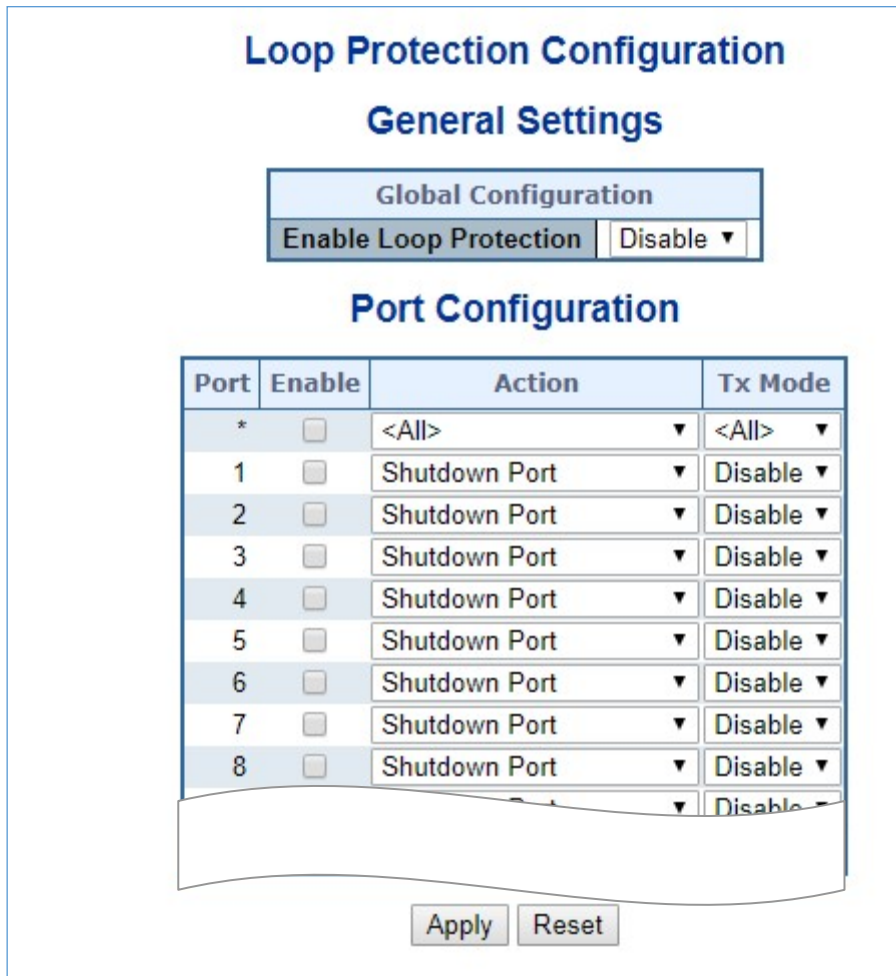 Loop Protection Configuration
General Settings
Global Configuration
Enable Loop Protection Disable
Port Configuration
Port Enable Action Tx Mode
* <All> <All>
1 Shutdown Port Disable
2 Shutdown Port Disable
3 Shutdown Port Disable
4 Shutdown Port Disable
5 Shutdown Port Disable
6 Shutdown Port Disable
7 Shutdown Port Disable
8 Shutdown Port Disable
Disable
Apply Reset